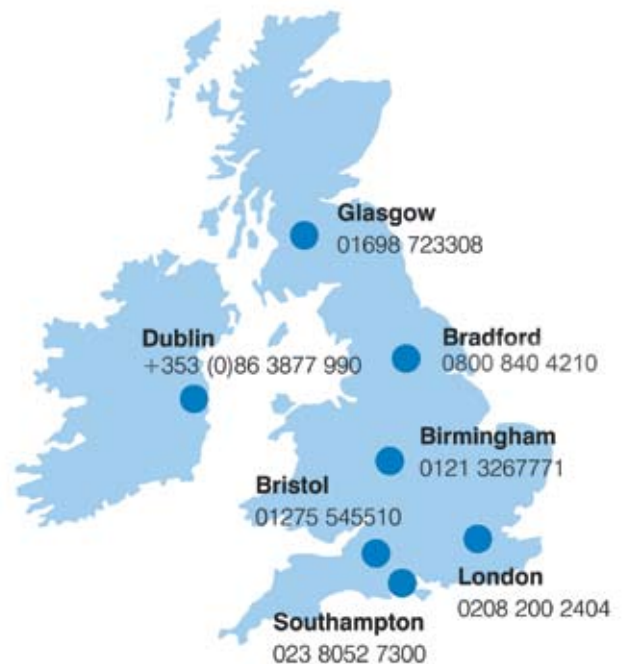 Glasgow
01698 723308
Dublin
+353 (0)86 3877 990
Bradford
0800 840 4210
Birmingham
0121 3267771
Bristol
01275 545510
London
0208 200 2404
Southampton
023 8052 7300